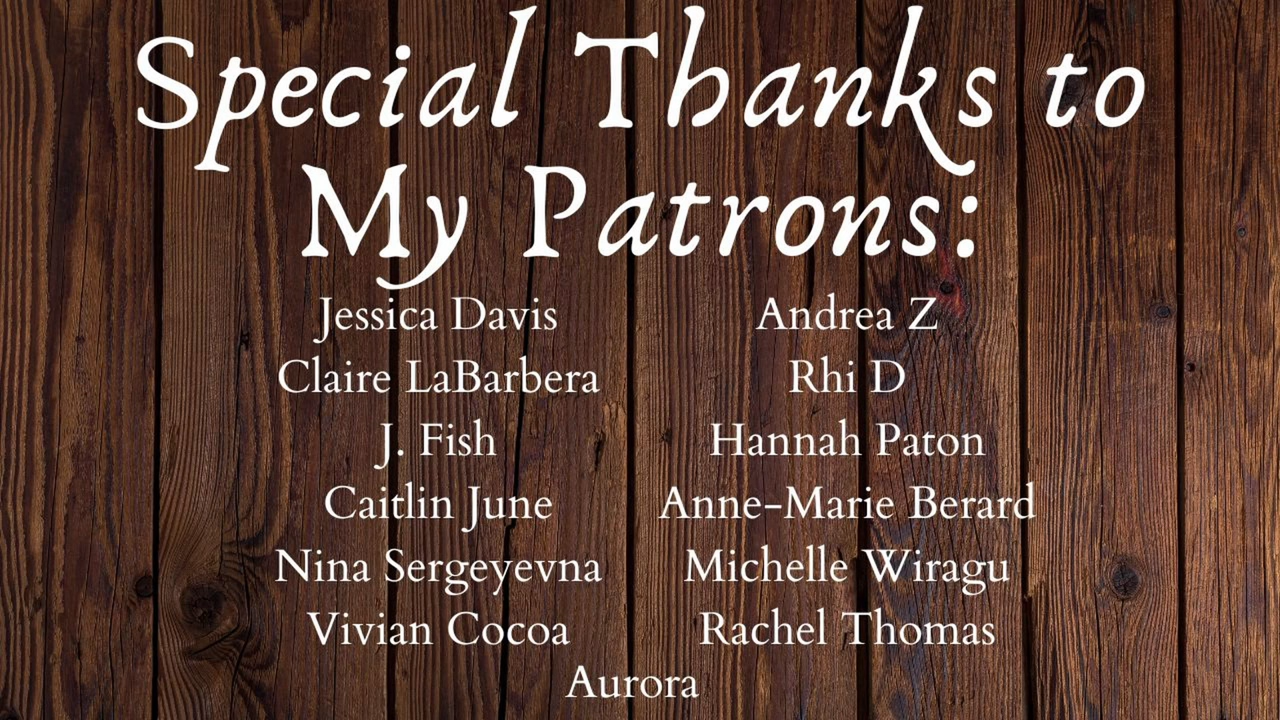 Special Thanks to
My Patrons:
Jessica Davis
Claire LaBarbera
J. Fish
Caitlin June
Nina Sergeyevna
Vivian Cocoa
Andrea Z
Rhi D
Hannah Paton
Anne-Marie Berard
Michelle Wiragu
Rachel Thomas
Aurora